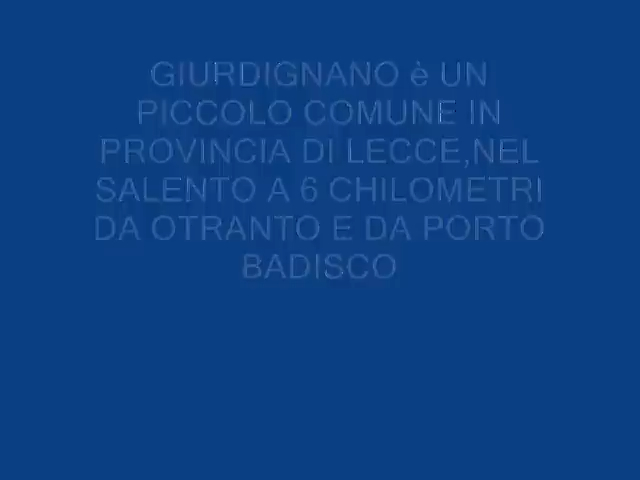 GIURDIGNANO è UN
PICCOLO COMUNE IN
PROVINCIA DI LECCE,NEL
SALENTO A 6 CHILOMETRI
DA OTRANTO E DA PORTO
BADISCO